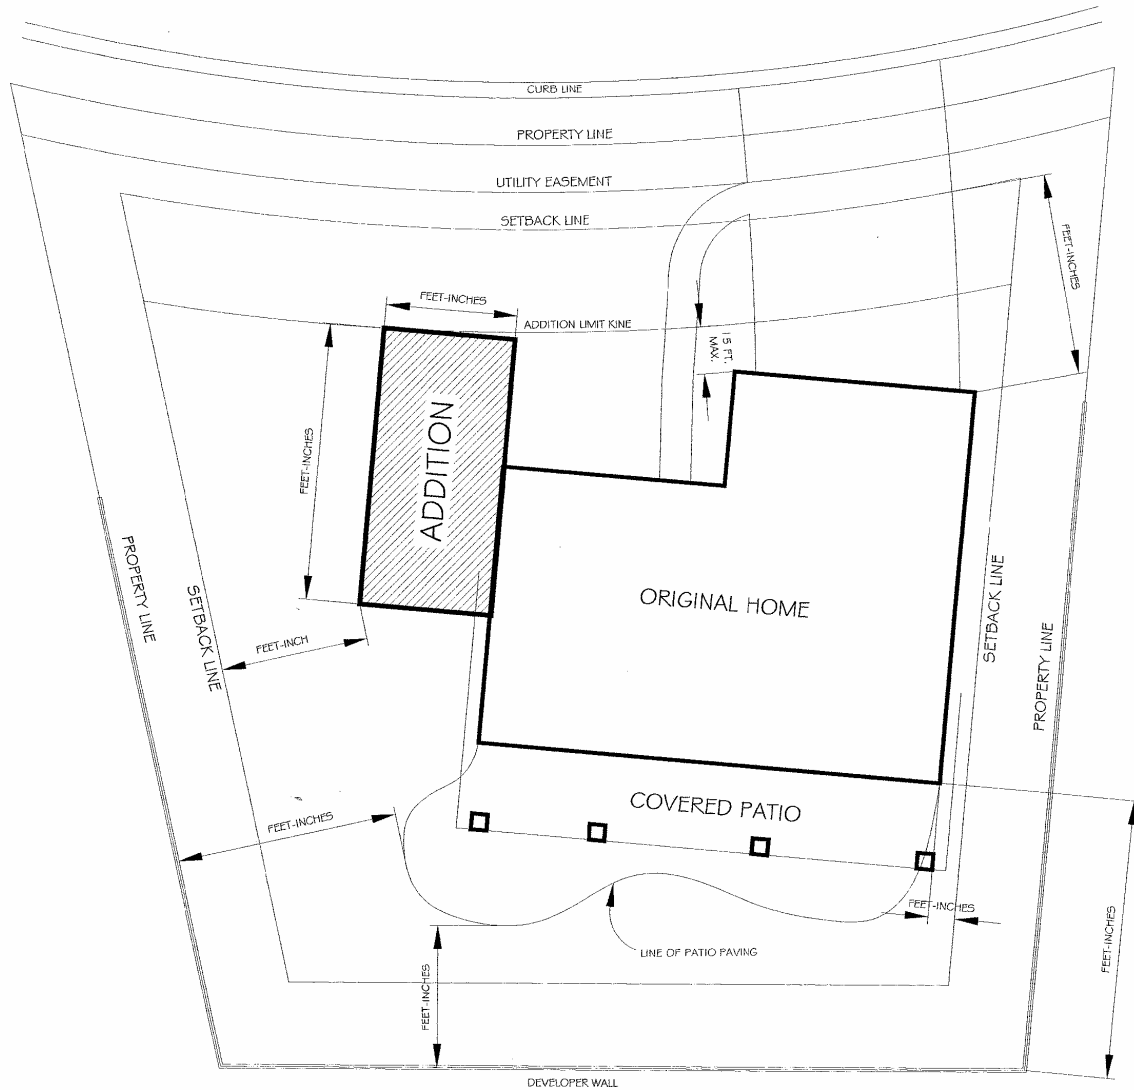 CURB LINE
PROPERTY LINE
UTILITY EASEMENT
SETBACK LINE
FEET-INCHES
FEET-INCHES
ADDITION LIMIT KINE
15 FT.
MAX.
FEET-INCHES
ADDITION
PROPERTY LINE
SETBACK LINE
ORIGINAL HOME
SETBACK LINE
PROPERTY LINE
FEET-INCH
COVERED PATIO
FEET-INCHES
FEET-INCHES
LINE OF PATIO PAVING
FEET-INCHES
FEET-INCHES
DEVELOPER WALL